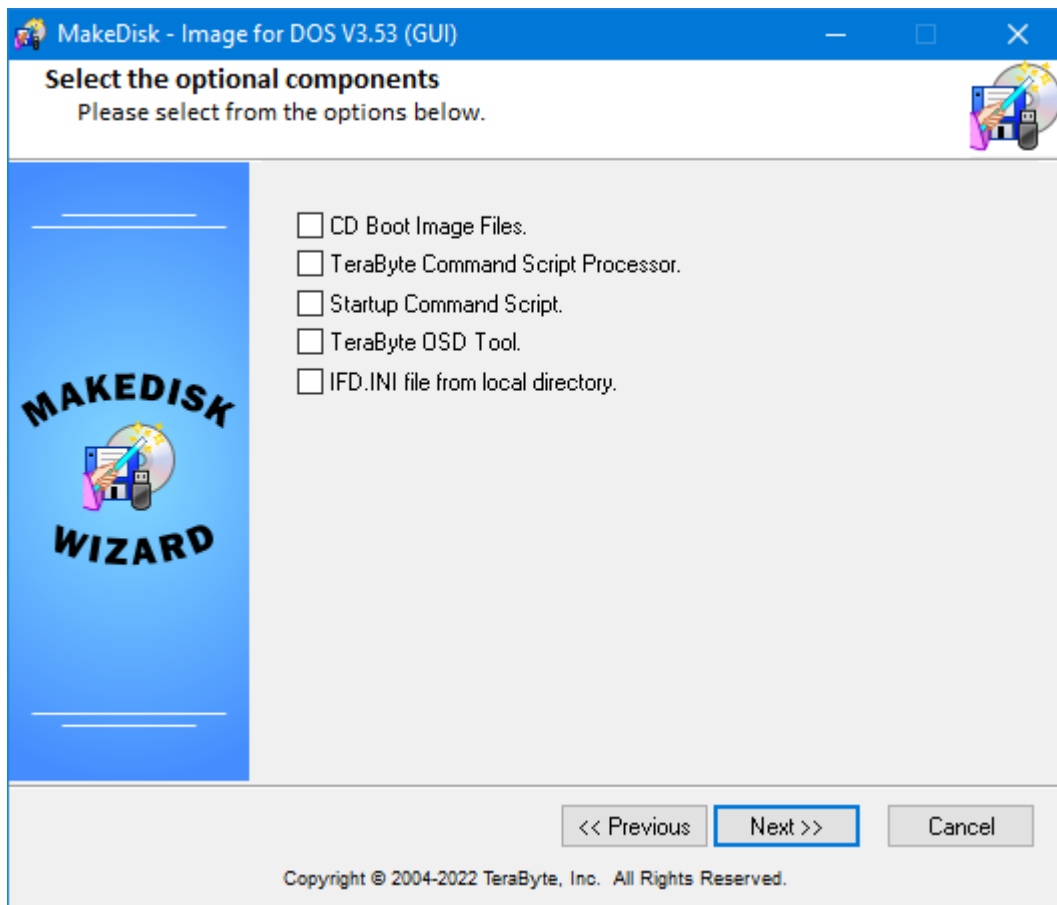 MakeDisk - Image for DOS V3.53 (GUI)
Select the optional components
Please select from the options below.
CD Boot Image Files.
TeraByte Command Script Processor.
Startup Command Script.
TeraByte OSD Tool.
IFD.INI file from local directory.
MAKEDISK
WIZARD
<< Previous
Next >>
Cancel
Copyright © 2004-2022 TeraByte, Inc. All Rights Reserved.